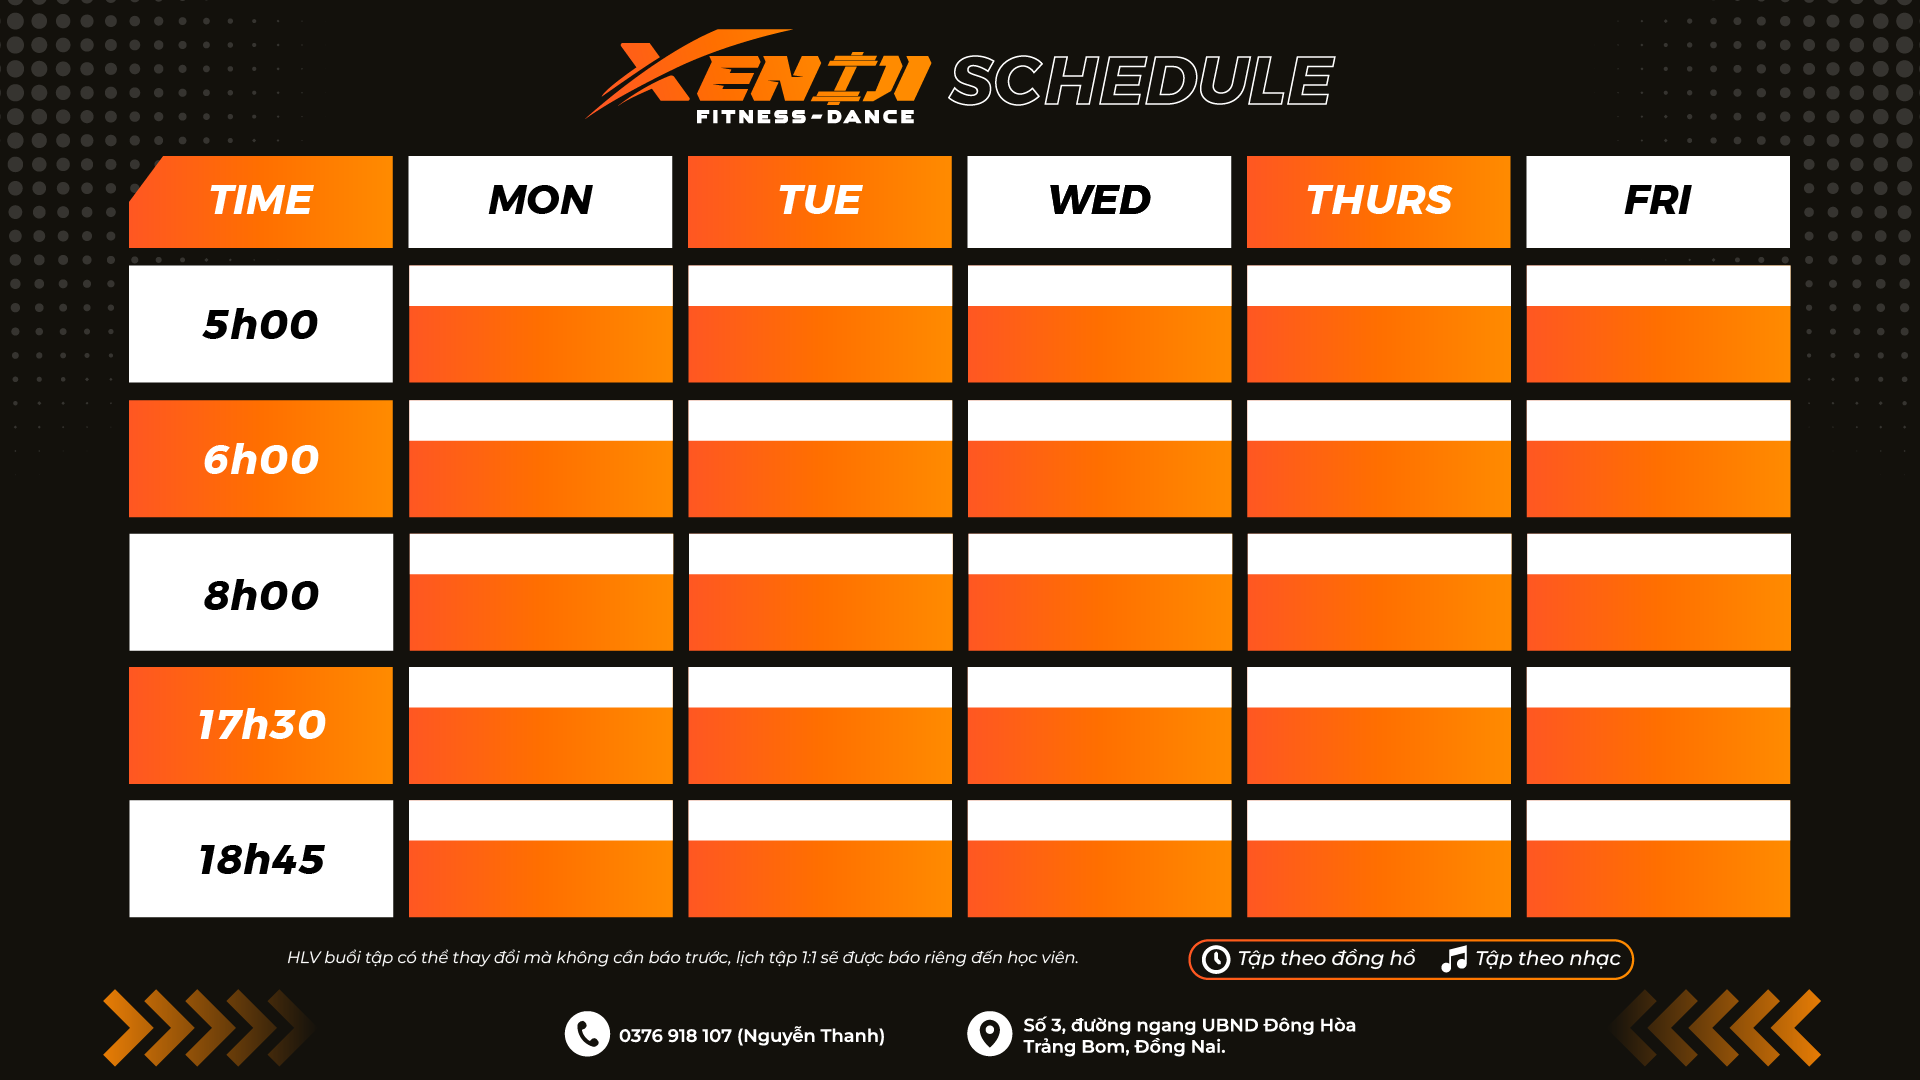 XENIJI SCHEDULE
FITNESS-DANCE
TIME MON TUE WED THURS FRI
5h00
6h00
8h00
17h30
18h45
HLV buổi tập có thể thay đổi mà không cần báo trước, lịch tập 1:1 sẽ được báo riêng đến học viên.
Tập theo đồng hồ Tập theo nhạc
0376 918 107 (Nguyễn Thanh)
Số 3, đường ngang UBND Đông Hòa
Trảng Bom, Đồng Nai.